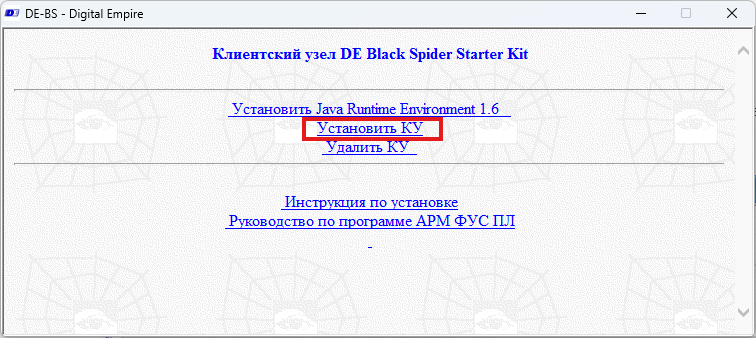 DE-BS - Digital Empire
Клиентский узел DE Black Spider Starter Kit
Установить Java Runtime Environment 1.6
Установить КУ
Удалить КУ
Инструкция по установке
Руководство по программе АРМ ФУС ПЛ